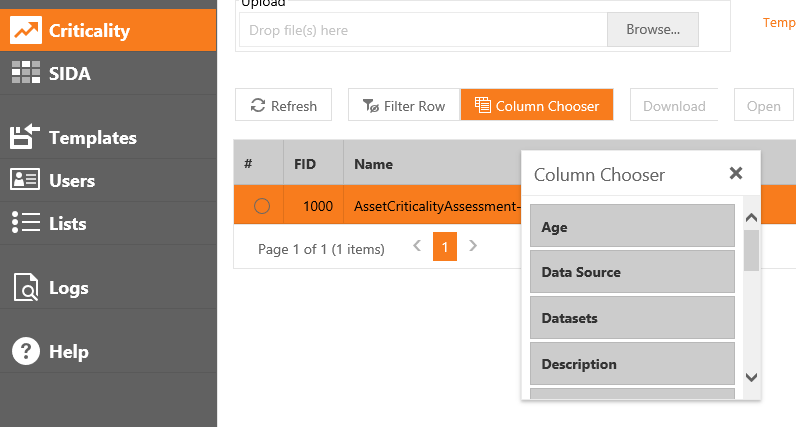 Criticality
SIDA
Templates
Users
Lists
Logs
Help
Upload
Drop file(s) here
Browse...
Temp
Refresh
Filter Row
Column Chooser
Download
Open
# FID Name
1000 AssetCriticalityAssessment-
Page 1 of 1 (1 items) 1
Column Chooser
Age
Data Source
Datasets
Description